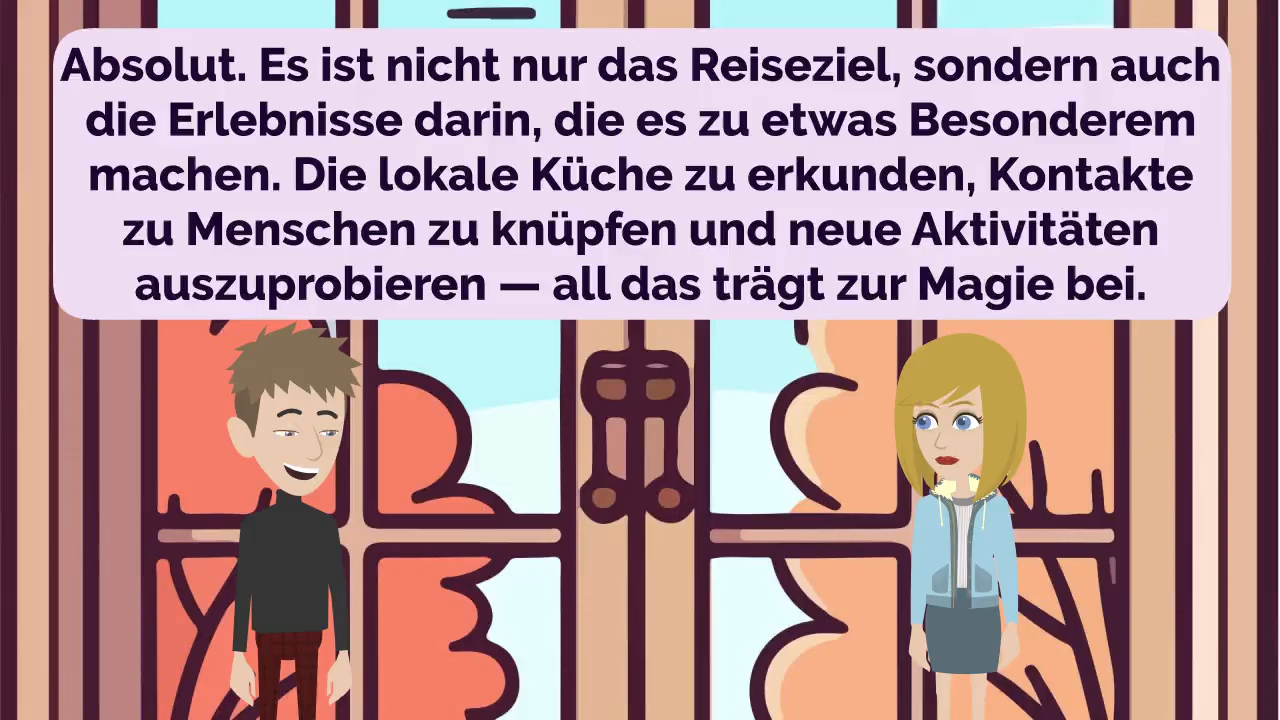 Absolut. Es ist nicht nur das Reiseziel, sondern auch
die Erlebnisse darin, die es zu etwas Besonderem
machen. Die lokale Küche zu erkunden, Kontakte
zu Menschen zu knüpfen und neue Aktivitäten
auszuprobieren — all das trägt zur Magie bei.